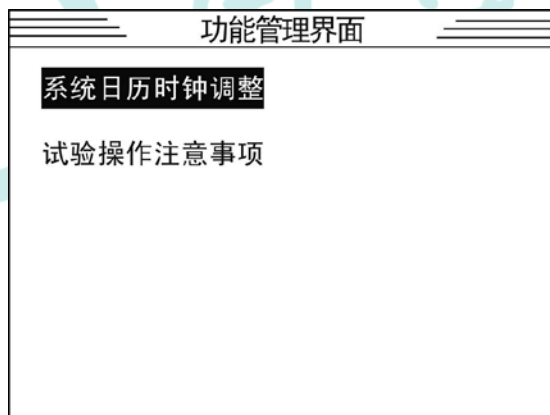 功能管理界面
系统日历时钟调整
试验操作注意事项